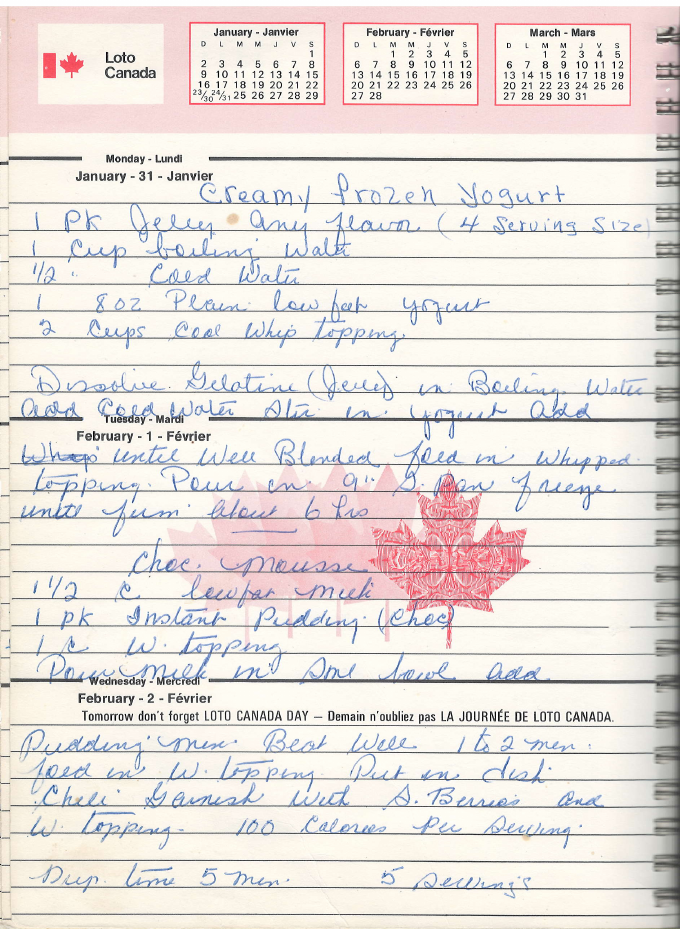 Loto
Canada
January - Janvier
D L M M J V S
1
2 3 4 5 6 7 8
9 10 11 12 13 14 15
16 17 18 19 20 21 22
23/30 24/31 25 26 27 28 29
February - Février
D L M M J V S
1 2 3 4 5
6 7 8 9 10 11 12
13 14 15 16 17 18 19
20 21 22 23 24 25 26
27 28
March - Mars
D L M M J V S
1 2 3 4 5
6 7 8 9 10 11 12
13 14 15 16 17 18 19
20 21 22 23 24 25 26
27 28 29 30 31
Monday - Lundi
January - 31 - Janvier
Creamy frozen Yogurt
1 PK Jelly any flavor (4 Serving Size)
1 Cup boiling Water
1/2 " Cold Water
1 8 oz Plain low fat yogurt
2 Cups Cool Whip topping.
Dissolve Gelatine (Jelly) in Boiling Water
add Cold Water Stir in yogurt add
Tuesday - Mardi
February - 1 - Février
Whip until Well Blended fold in whipped
topping. Pour in 9" S. Pan freeze
until firm about 6 hrs
Choc. Mousse
1 1/2 c lowfat Milk
1 pk Instant Pudding (Choc)
1 c W. topping
Pour Milk in Sml bowl add
Wednesday - Mercredi
February - 2 - Février
Tomorrow don't forget LOTO CANADA DAY — Demain n'oubliez pas LA JOURNÉE DE LOTO CANADA.
Pudding mix. Beat Well 1 to 2 min.
fold in W. topping Put in dish
Chill Garnish with S. Berries and
W. topping - 100 Calories Per Serving.
Prep. time 5 min. 5 Servings